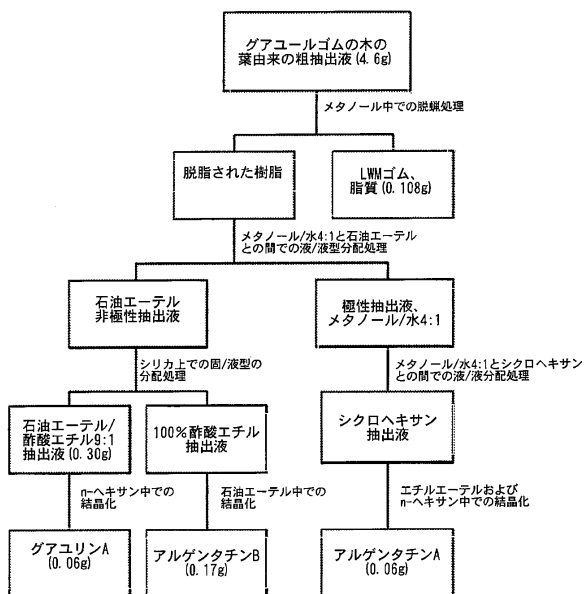 グアユールゴムの木の
葉由来の粗抽出液(4.6g)
メタノール中での脱蝋処理
脱脂された樹脂
LWMゴム、
脂質(0.108g)
メタノール/水4:1と石油エーテル
との間での液/液型分配処理
石油エーテル
非極性抽出液
極性抽出液、
メタノール/水4:1
シリカ上での固/液型の
分配処理
メタノール/水4:1とシクロヘキサン
との間での液/液分配処理
石油エーテル/
酢酸エチル9:1
抽出液(0.30g)
100%酢酸エチル
抽出液
シクロヘキサン
抽出液
n-ヘキサン中での
結晶化
石油エーテル中での
結晶化
エチルエーテルおよび
n-ヘキサン中での結晶化
グアユリンA
(0.06g)
アルゲンタチンB
(0.17g)
アルゲンタチンA
(0.06g)